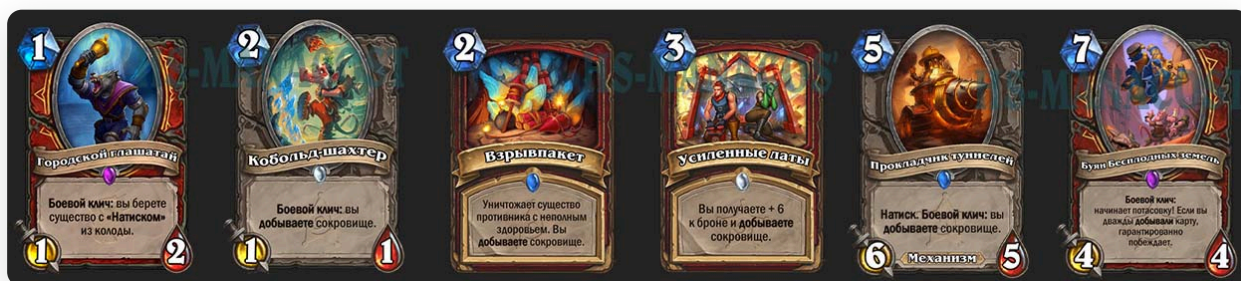 1
Городской глашатай
Боевой клич: вы берете
существо с «Натиском»
из колоды.
1
2
2
Кобольд-шахтер
Боевой клич: вы
добываете сокровище.
1
1
2
Взрывпакет
Уничтожает существо
противника с неполным
здоровьем. Вы
добываете сокровище.
3
Усиленные латы
Вы получаете + 6
к броне и добываете
сокровище.
5
Прокладчик туннелей
Натиск. Боевой клич: вы
добываете сокровище.
6
Механизм
5
7
Буян Бесплодных земель
Боевой клич:
начинает потасовку! Если вы
дважды добывали карту,
гарантированно
побеждает.
4
4